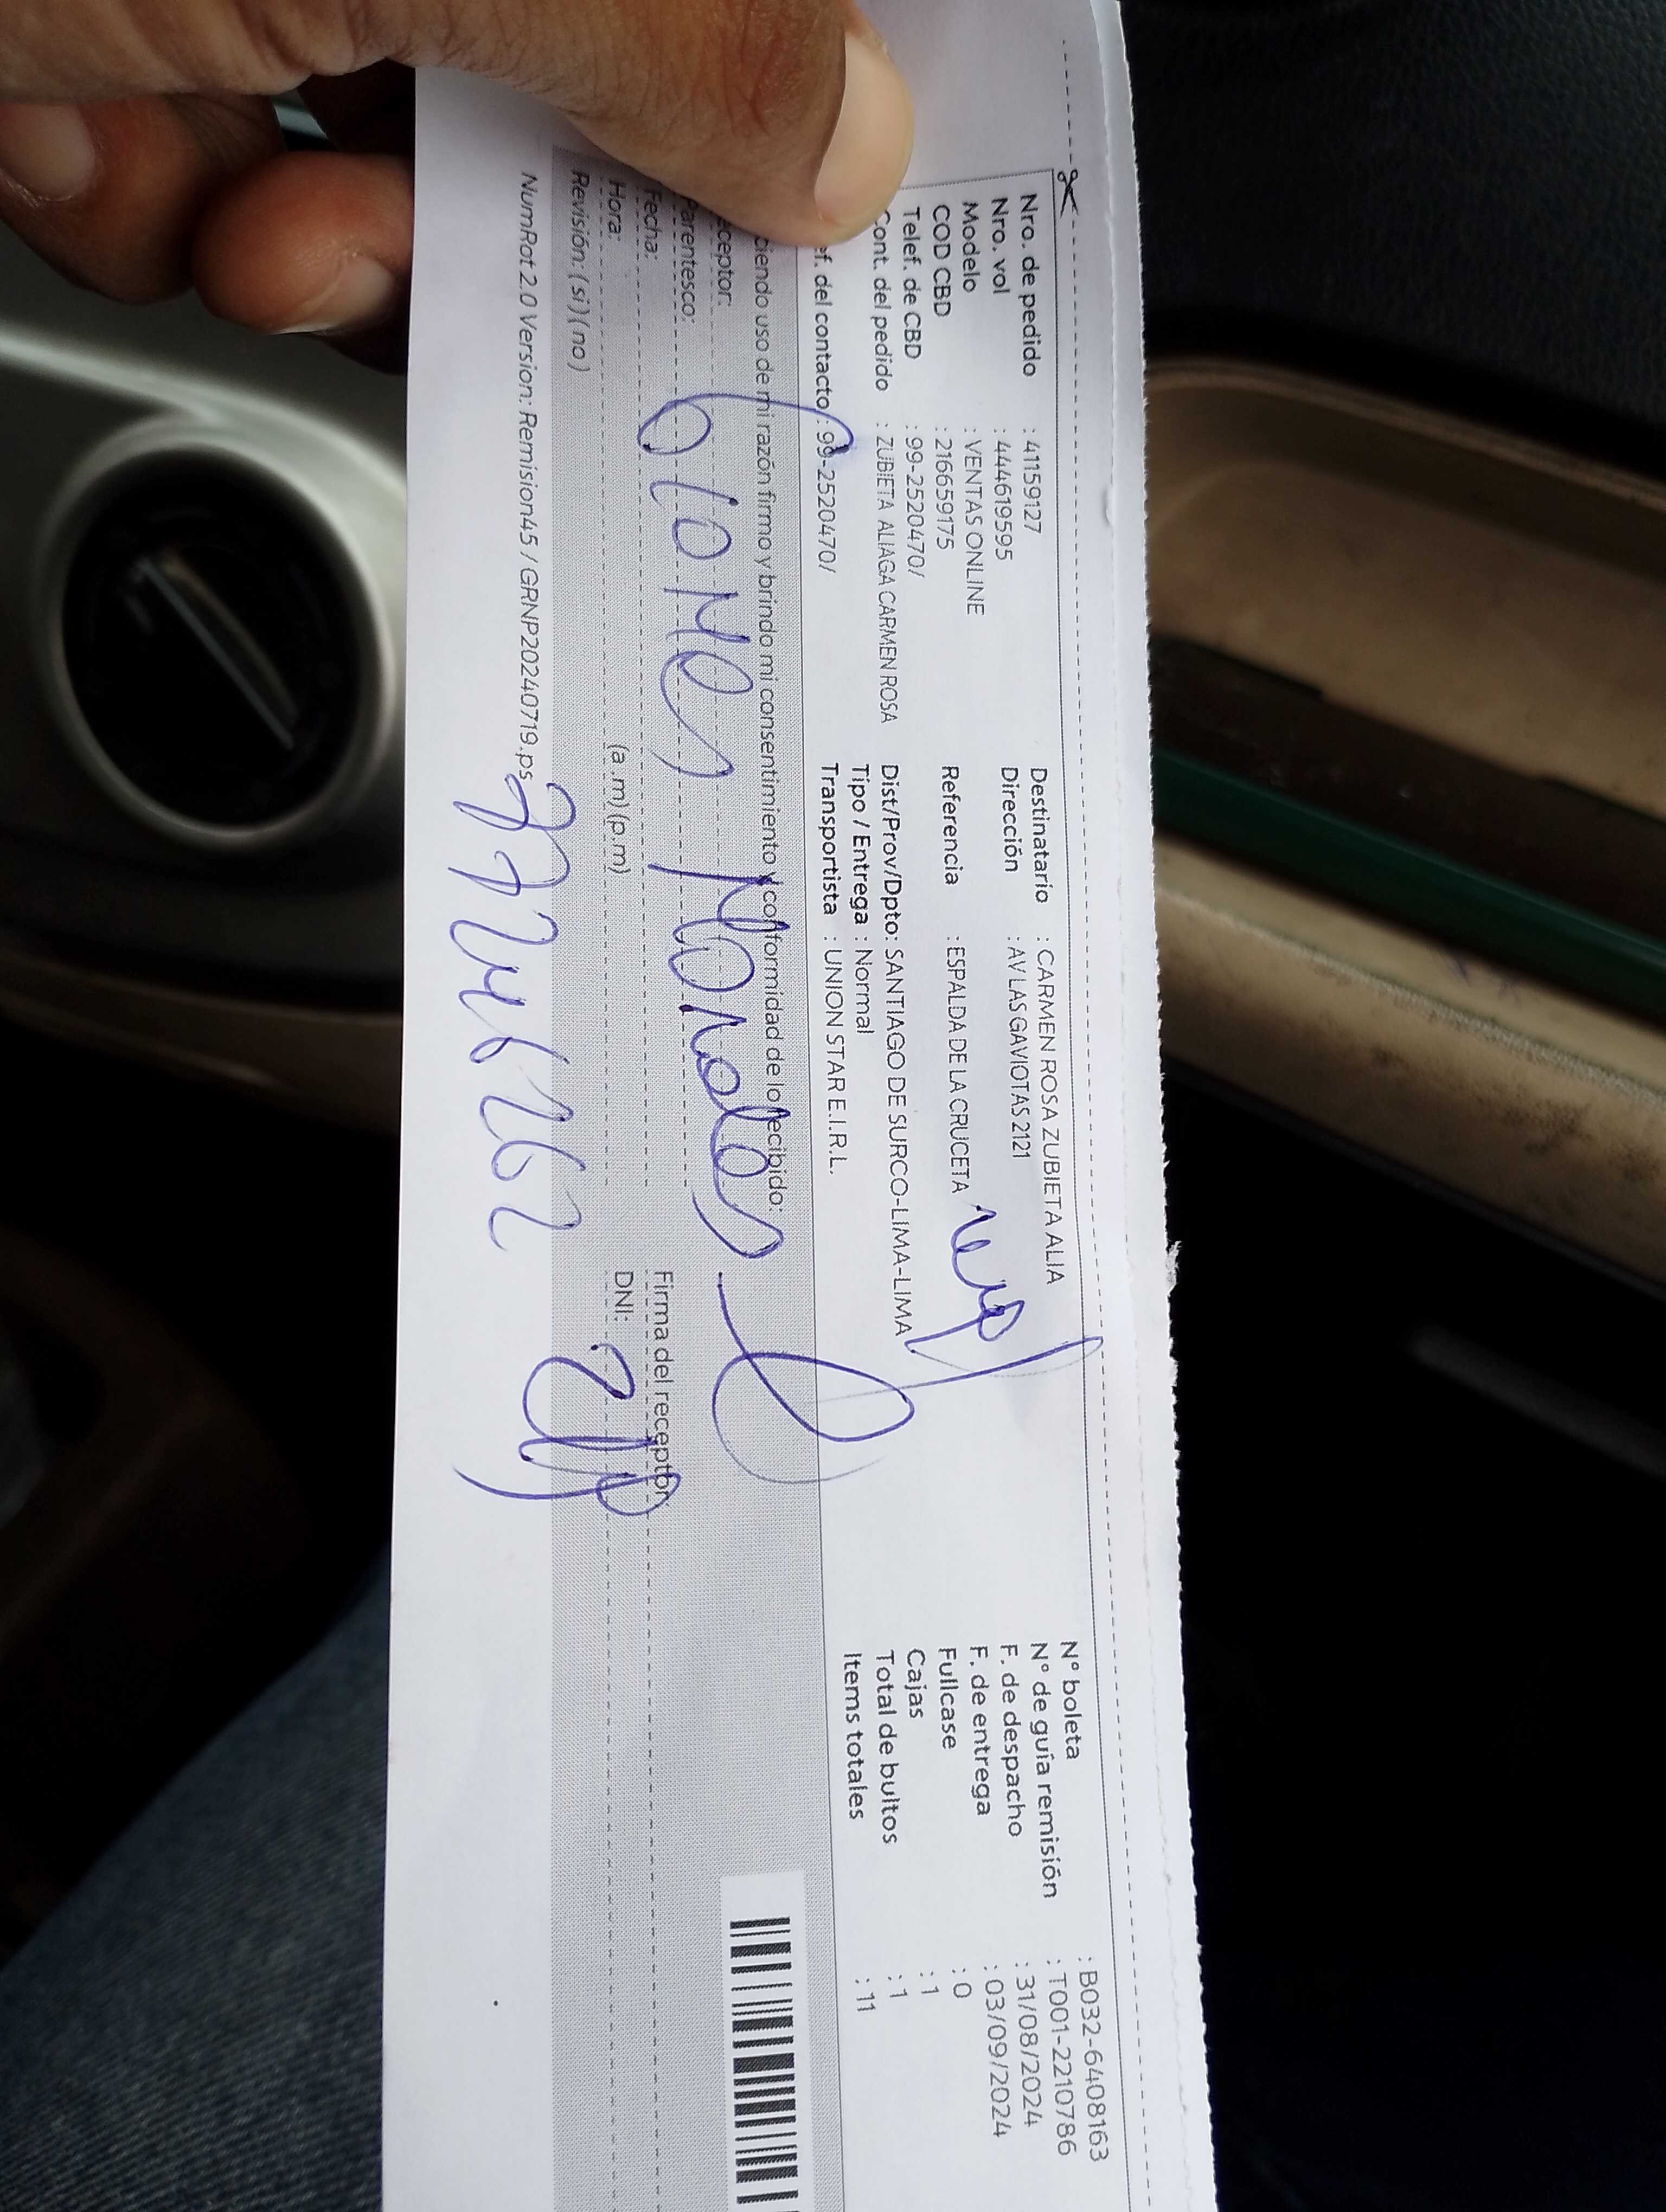 Nro. de pedido : 41159127
Nro. vol : 444619595
Modelo : VENTAS ONLINE
COD CBD : 216659175
Telef. de CBD : 99-2520470/
Cont. del pedido : ZUBIETA ALIAGA CARMEN ROSA
ef. del contacto : 99-2520470/
Destinatario : CARMEN ROSA ZUBIETA ALIA
Dirección : AV LAS GAVIOTAS 2121
Referencia : ESPALDA DE LA CRUCETA
Dist/Prov/Dpto: SANTIAGO DE SURCO-LIMA-LIMA
Tipo / Entrega : Normal
Transportista : UNION STAR E.I.R.L.
N° boleta : B032-6408163
N° de guía remisión : T001-2210786
F. de despacho : 31/08/2024
F. de entrega : 03/09/2024
Fullcase : 0
Cajas : 1
Total de bultos : 1
Items totales : 11
ciendo uso de mi razón firmo y brindo mi consentimiento y conformidad de lo recibido:
eceptor:
Parentesco:
Fecha:
Firma del receptor
Hora: (a.m) (p.m)
DNI:
Revisión: (si) (no)
NumRot 2.0 Version: Remision45 / GRNP20240719.ps